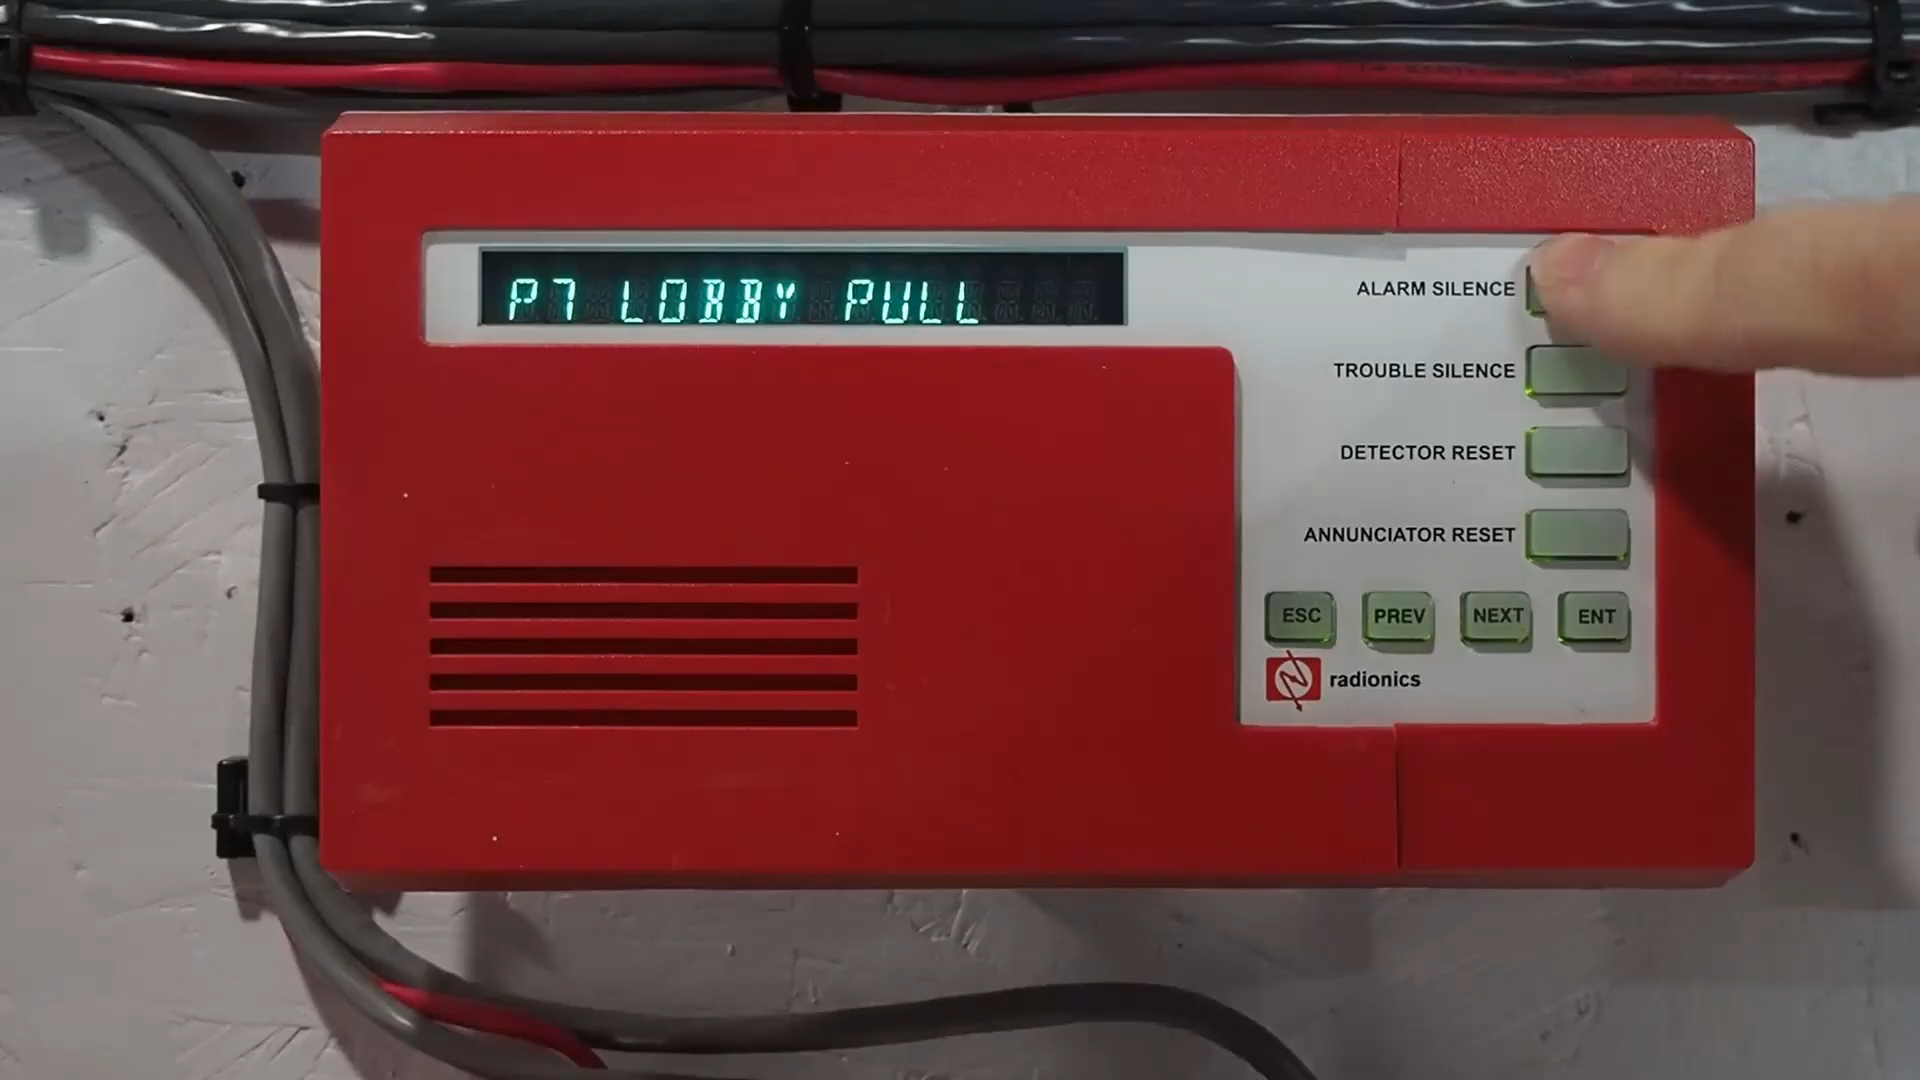 P7 LOBBY PULL
ALARM SILENCE
TROUBLE SILENCE
DETECTOR RESET
ANNUNCIATOR RESET
ESC PREV NEXT ENT
radionics